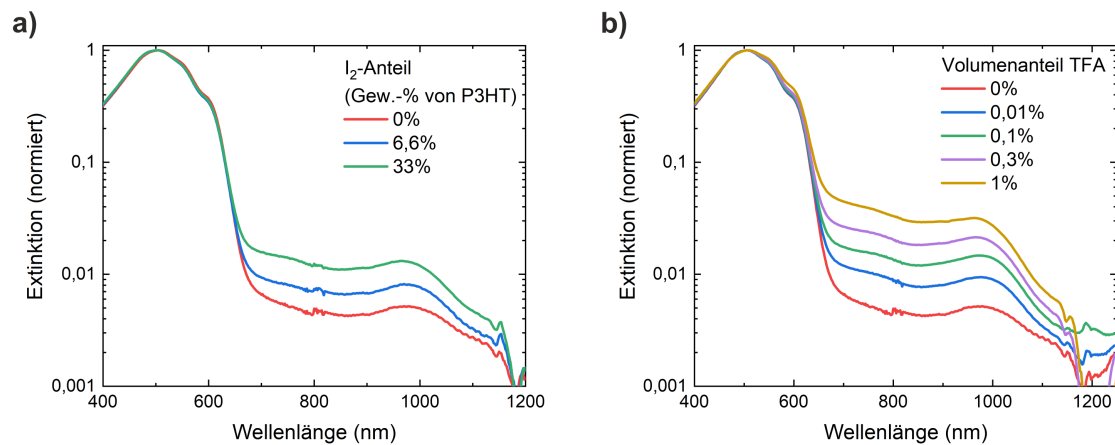 a)
Extinktion (normiert)
1
0,1
0,01
0,001
I2-Anteil
(Gew.-% von P3HT)
0%
6,6%
33%
400
600
800
1000
1200
Wellenlänge (nm)
b)
Extinktion (normiert)
1
0,1
0,01
0,001
Volumenanteil TFA
0%
0,01%
0,1%
0,3%
1%
400
600
800
1000
1200
Wellenlänge (nm)